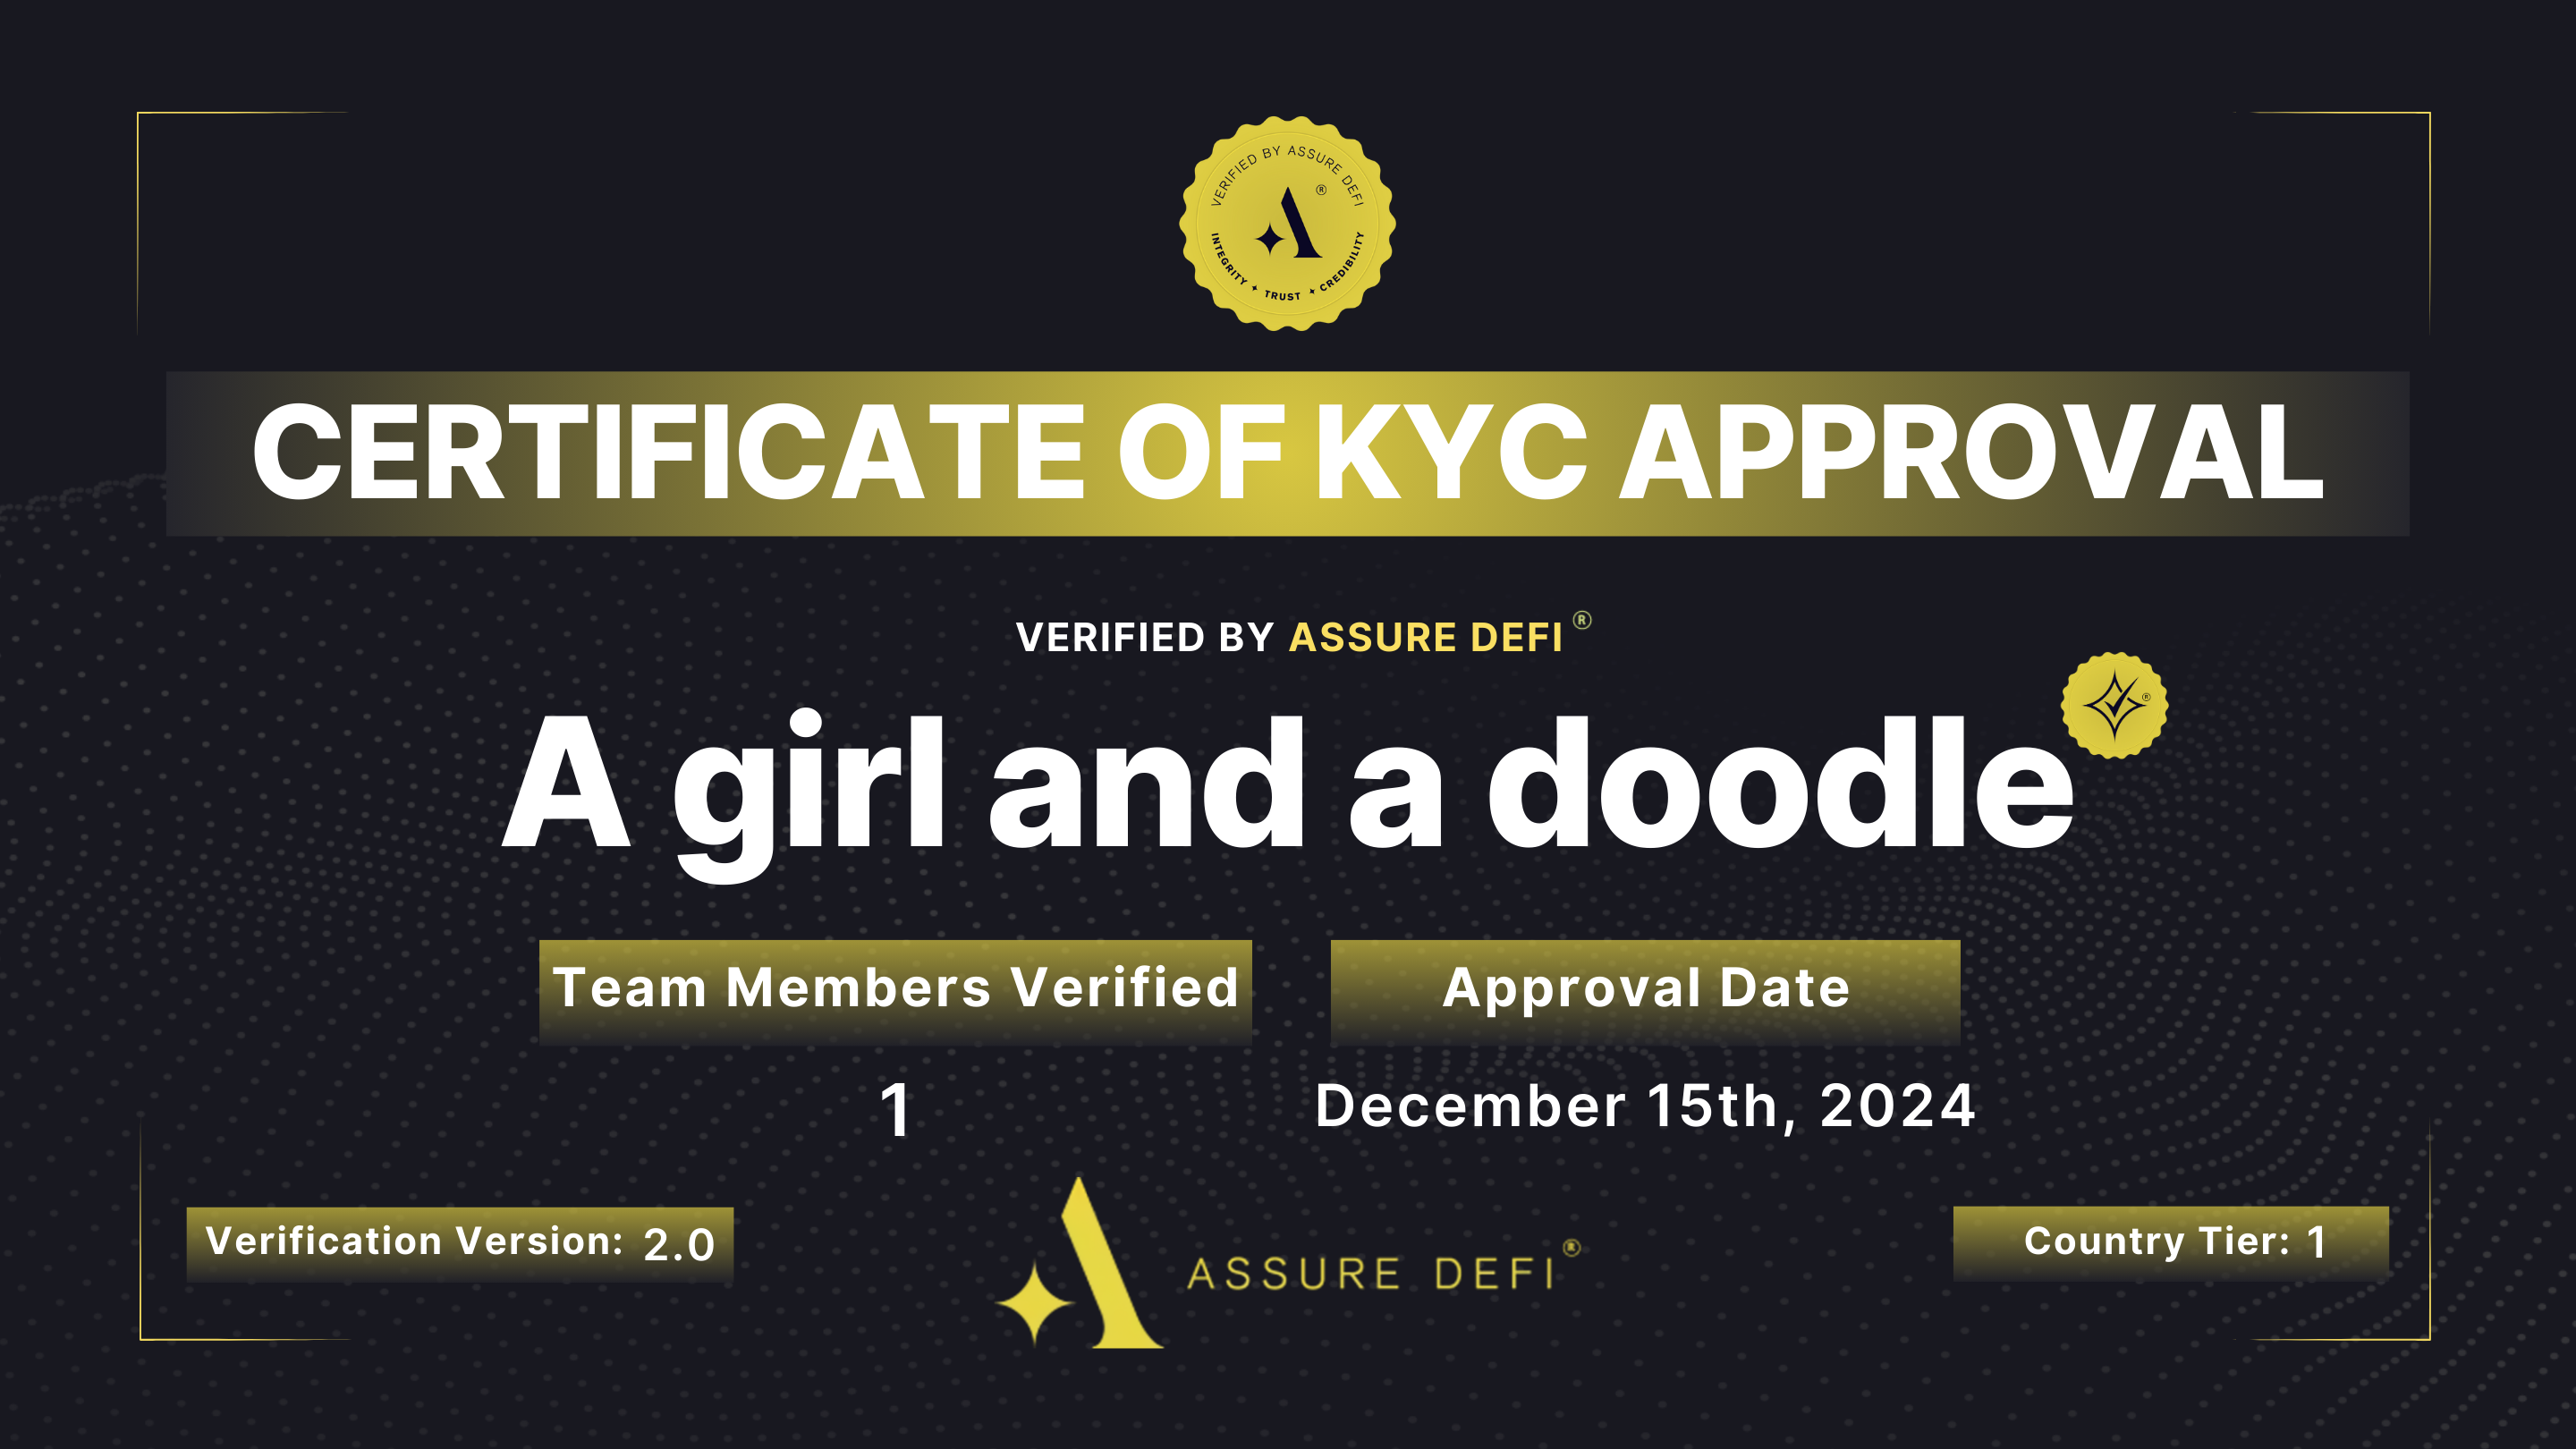 VERIFIED BY ASSURE DEFI
®
INTEGRITY ✦ TRUST ✦ CREDIBILITY
CERTIFICATE OF KYC APPROVAL
VERIFIED BY ASSURE DEFI ®
®
A girl and a doodle
Team Members Verified
Approval Date
1
December 15th, 2024
Verification Version: 2.0
ASSURE DEFI ®
Country Tier: 1